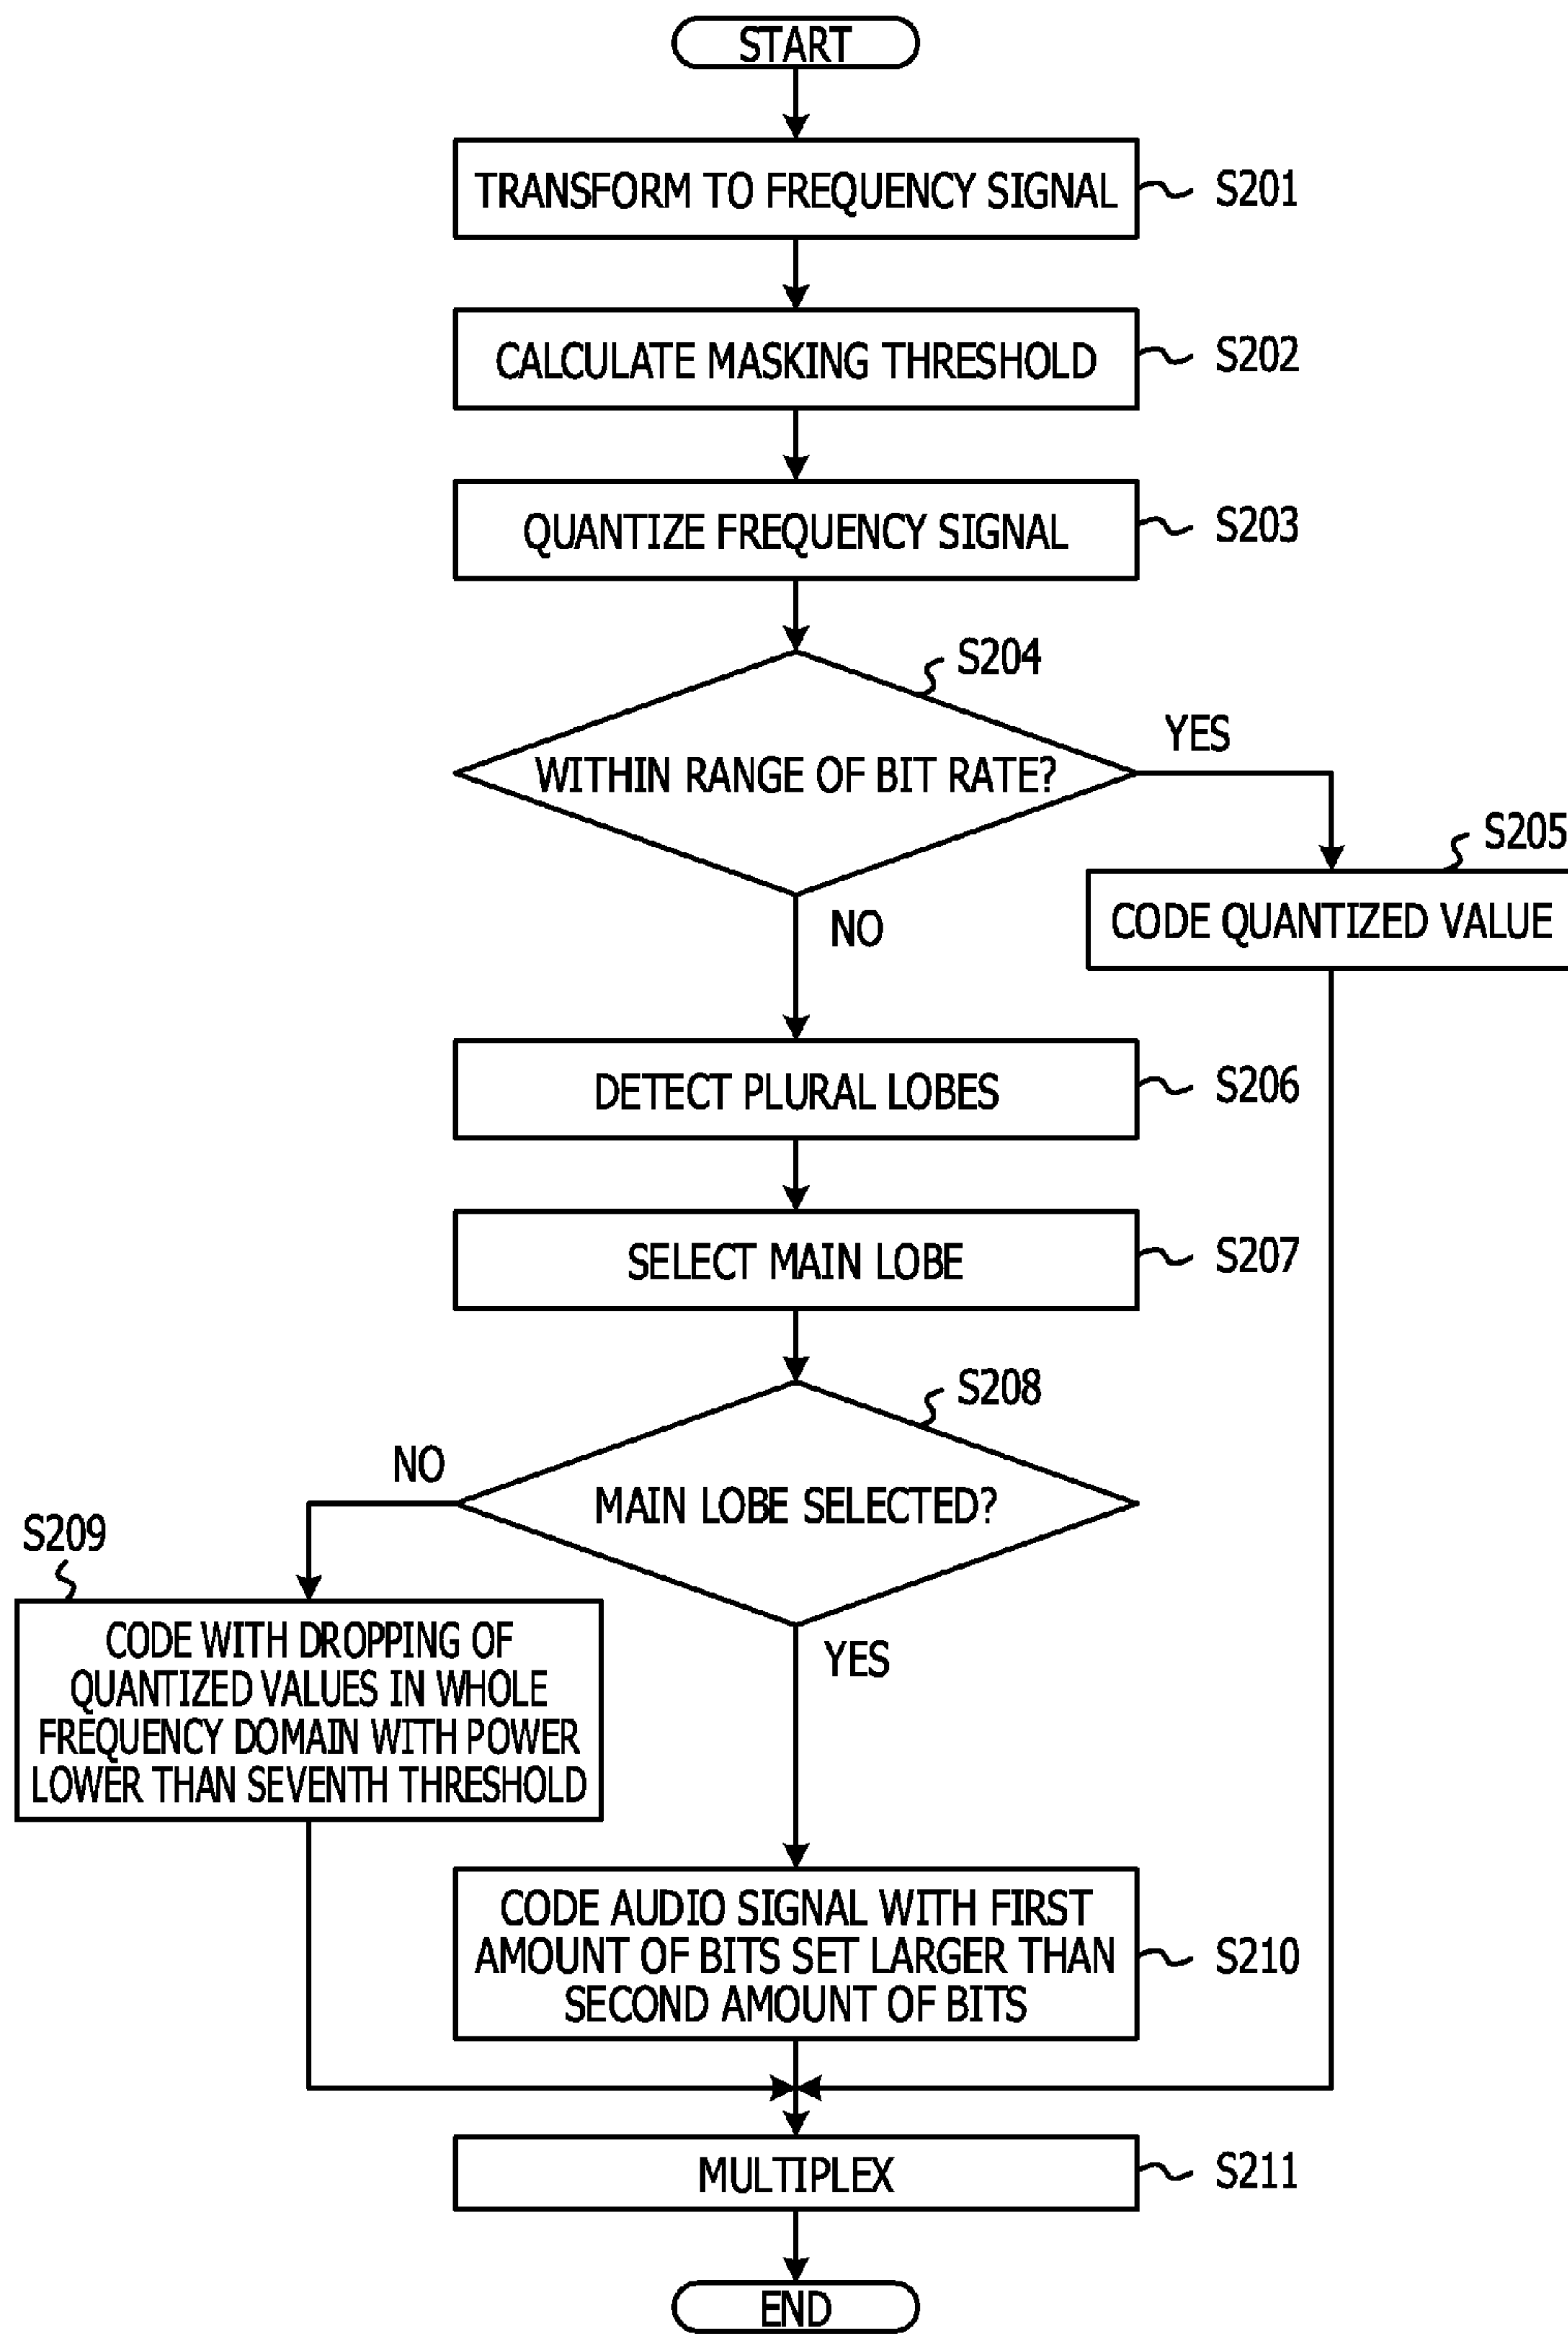 START
TRANSFORM TO FREQUENCY SIGNAL
S201
CALCULATE MASKING THRESHOLD
S202
QUANTIZE FREQUENCY SIGNAL
S203
S204
WITHIN RANGE OF BIT RATE?
YES
S205
CODE QUANTIZED VALUE
NO
DETECT PLURAL LOBES
S206
SELECT MAIN LOBE
S207
S208
MAIN LOBE SELECTED?
NO
S209
CODE WITH DROPPING OF
QUANTIZED VALUES IN WHOLE
FREQUENCY DOMAIN WITH POWER
LOWER THAN SEVENTH THRESHOLD
YES
CODE AUDIO SIGNAL WITH FIRST
AMOUNT OF BITS SET LARGER THAN
SECOND AMOUNT OF BITS
S210
MULTIPLEX
S211
END